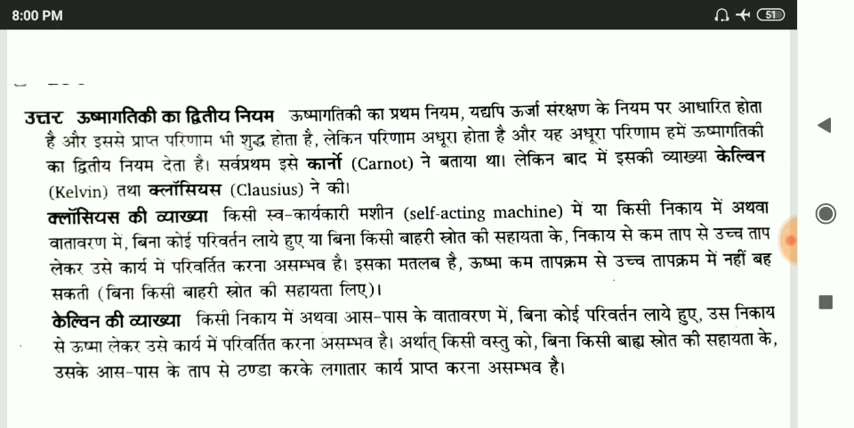 8:00 PM
51
उत्तर ऊष्मागतिकी का द्वितीय नियम ऊष्मागतिकी का प्रथम नियम, यद्यपि ऊर्जा संरक्षण के नियम पर आधारित होता
है और इससे प्राप्त परिणाम भी शुद्ध होता है, लेकिन परिणाम अधूरा होता है और यह अधूरा परिणाम हमें ऊष्मागतिकी
का द्वितीय नियम देता है। सर्वप्रथम इसे कार्नो (Carnot) ने बताया था। लेकिन बाद में इसकी व्याख्या केल्विन
(Kelvin) तथा क्लॉसियस (Clausius) ने की।
क्लॉसियस की व्याख्या किसी स्व-कार्यकारी मशीन (self-acting machine) में या किसी निकाय में अथवा
वातावरण में, बिना कोई परिवर्तन लाये हुए या बिना किसी बाहरी स्रोत की सहायता के, निकाय से कम ताप से उच्च ताप
लेकर उसे कार्य में परिवर्तित करना असम्भव है। इसका मतलब है, ऊष्मा कम तापक्रम से उच्च तापक्रम में नहीं बह
सकती (बिना किसी बाहरी स्रोत की सहायता लिए)।
केल्विन की व्याख्या किसी निकाय में अथवा आस-पास के वातावरण में, बिना कोई परिवर्तन लाये हुए, उस निकाय
से ऊष्मा लेकर उसे कार्य में परिवर्तित करना असम्भव है। अर्थात् किसी वस्तु को, बिना किसी बाह्य स्रोत की सहायता के,
उसके आस-पास के ताप से ठण्डा करके लगातार कार्य प्राप्त करना असम्भव है।